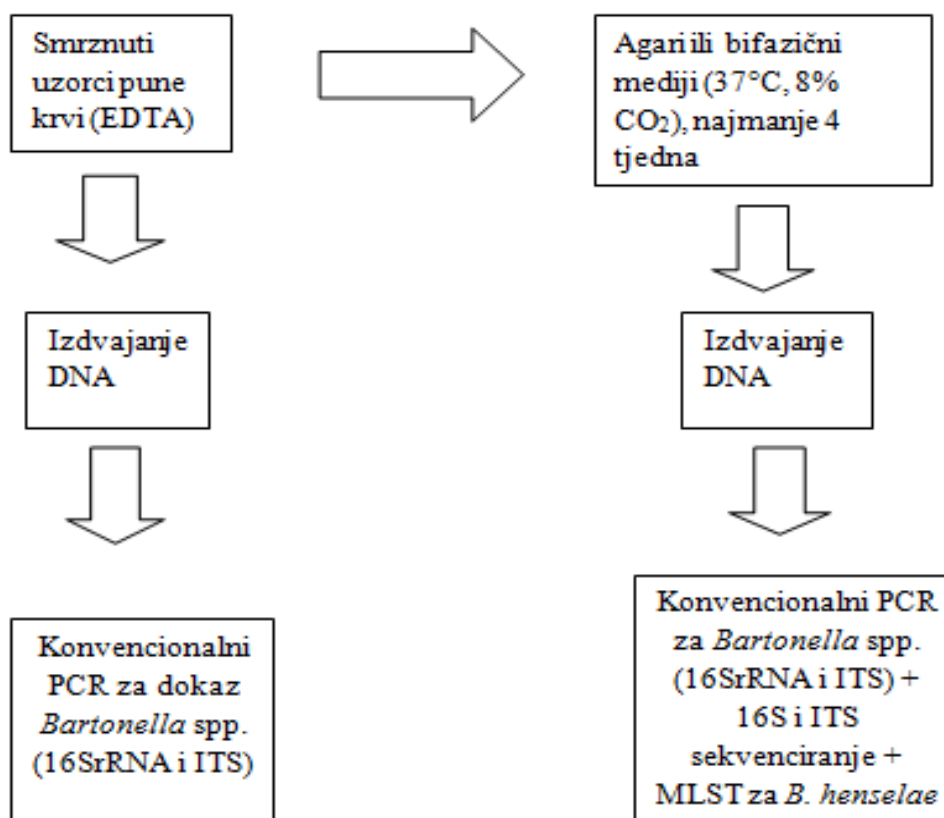 Smrznuti
uzorci pune
krvi (EDTA)
Agari ili bifazični
mediji (37°C, 8%
CO₂), najmanje 4
tjedna
Izdvajanje
DNA
Izdvajanje
DNA
Konvencionalni
PCR za dokaz
Bartonella spp.
(16SrRNA i ITS)
Konvencionalni PCR
za Bartonella spp.
(16SrRNA i ITS) +
16S i ITS
sekvenciranje +
MLST za B. henselae